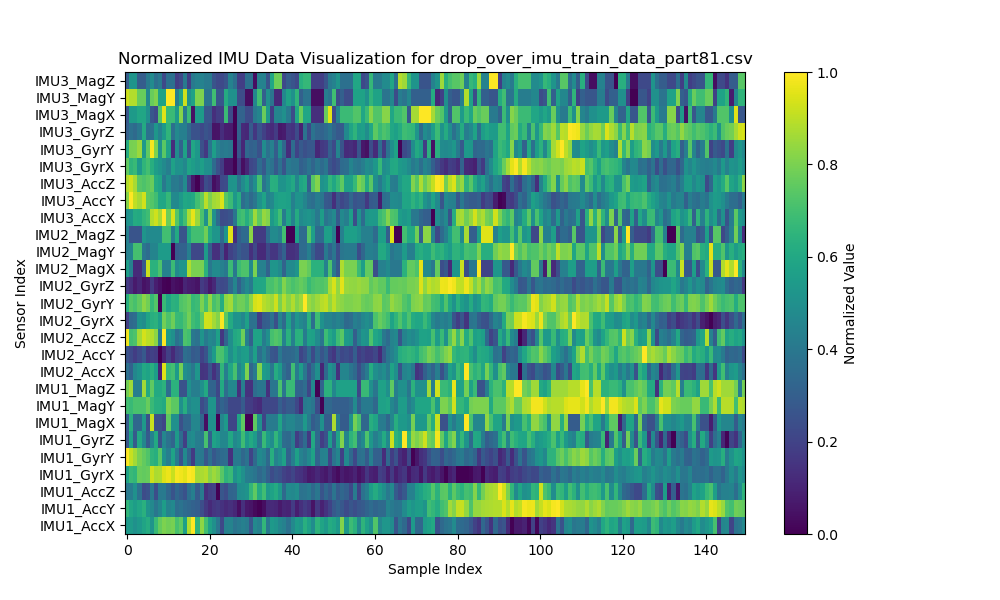 Normalized IMU Data Visualization for drop_over_imu_train_data_part81.csv
IMU3_MagZ
IMU3_MagY
IMU3_MagX
IMU3_GyrZ
IMU3_GyrY
IMU3_GyrX
IMU3_AccZ
IMU3_AccY
IMU3_AccX
IMU2_MagZ
IMU2_MagY
IMU2_MagX
IMU2_GyrZ
IMU2_GyrY
IMU2_GyrX
IMU2_AccZ
IMU2_AccY
IMU2_AccX
IMU1_MagZ
IMU1_MagY
IMU1_MagX
IMU1_GyrZ
IMU1_GyrY
IMU1_GyrX
IMU1_AccZ
IMU1_AccY
IMU1_AccX
Sensor Index
0 20 40 60 80 100 120 140
Sample Index
1.0
0.8
0.6
0.4
0.2
0.0
Normalized Value